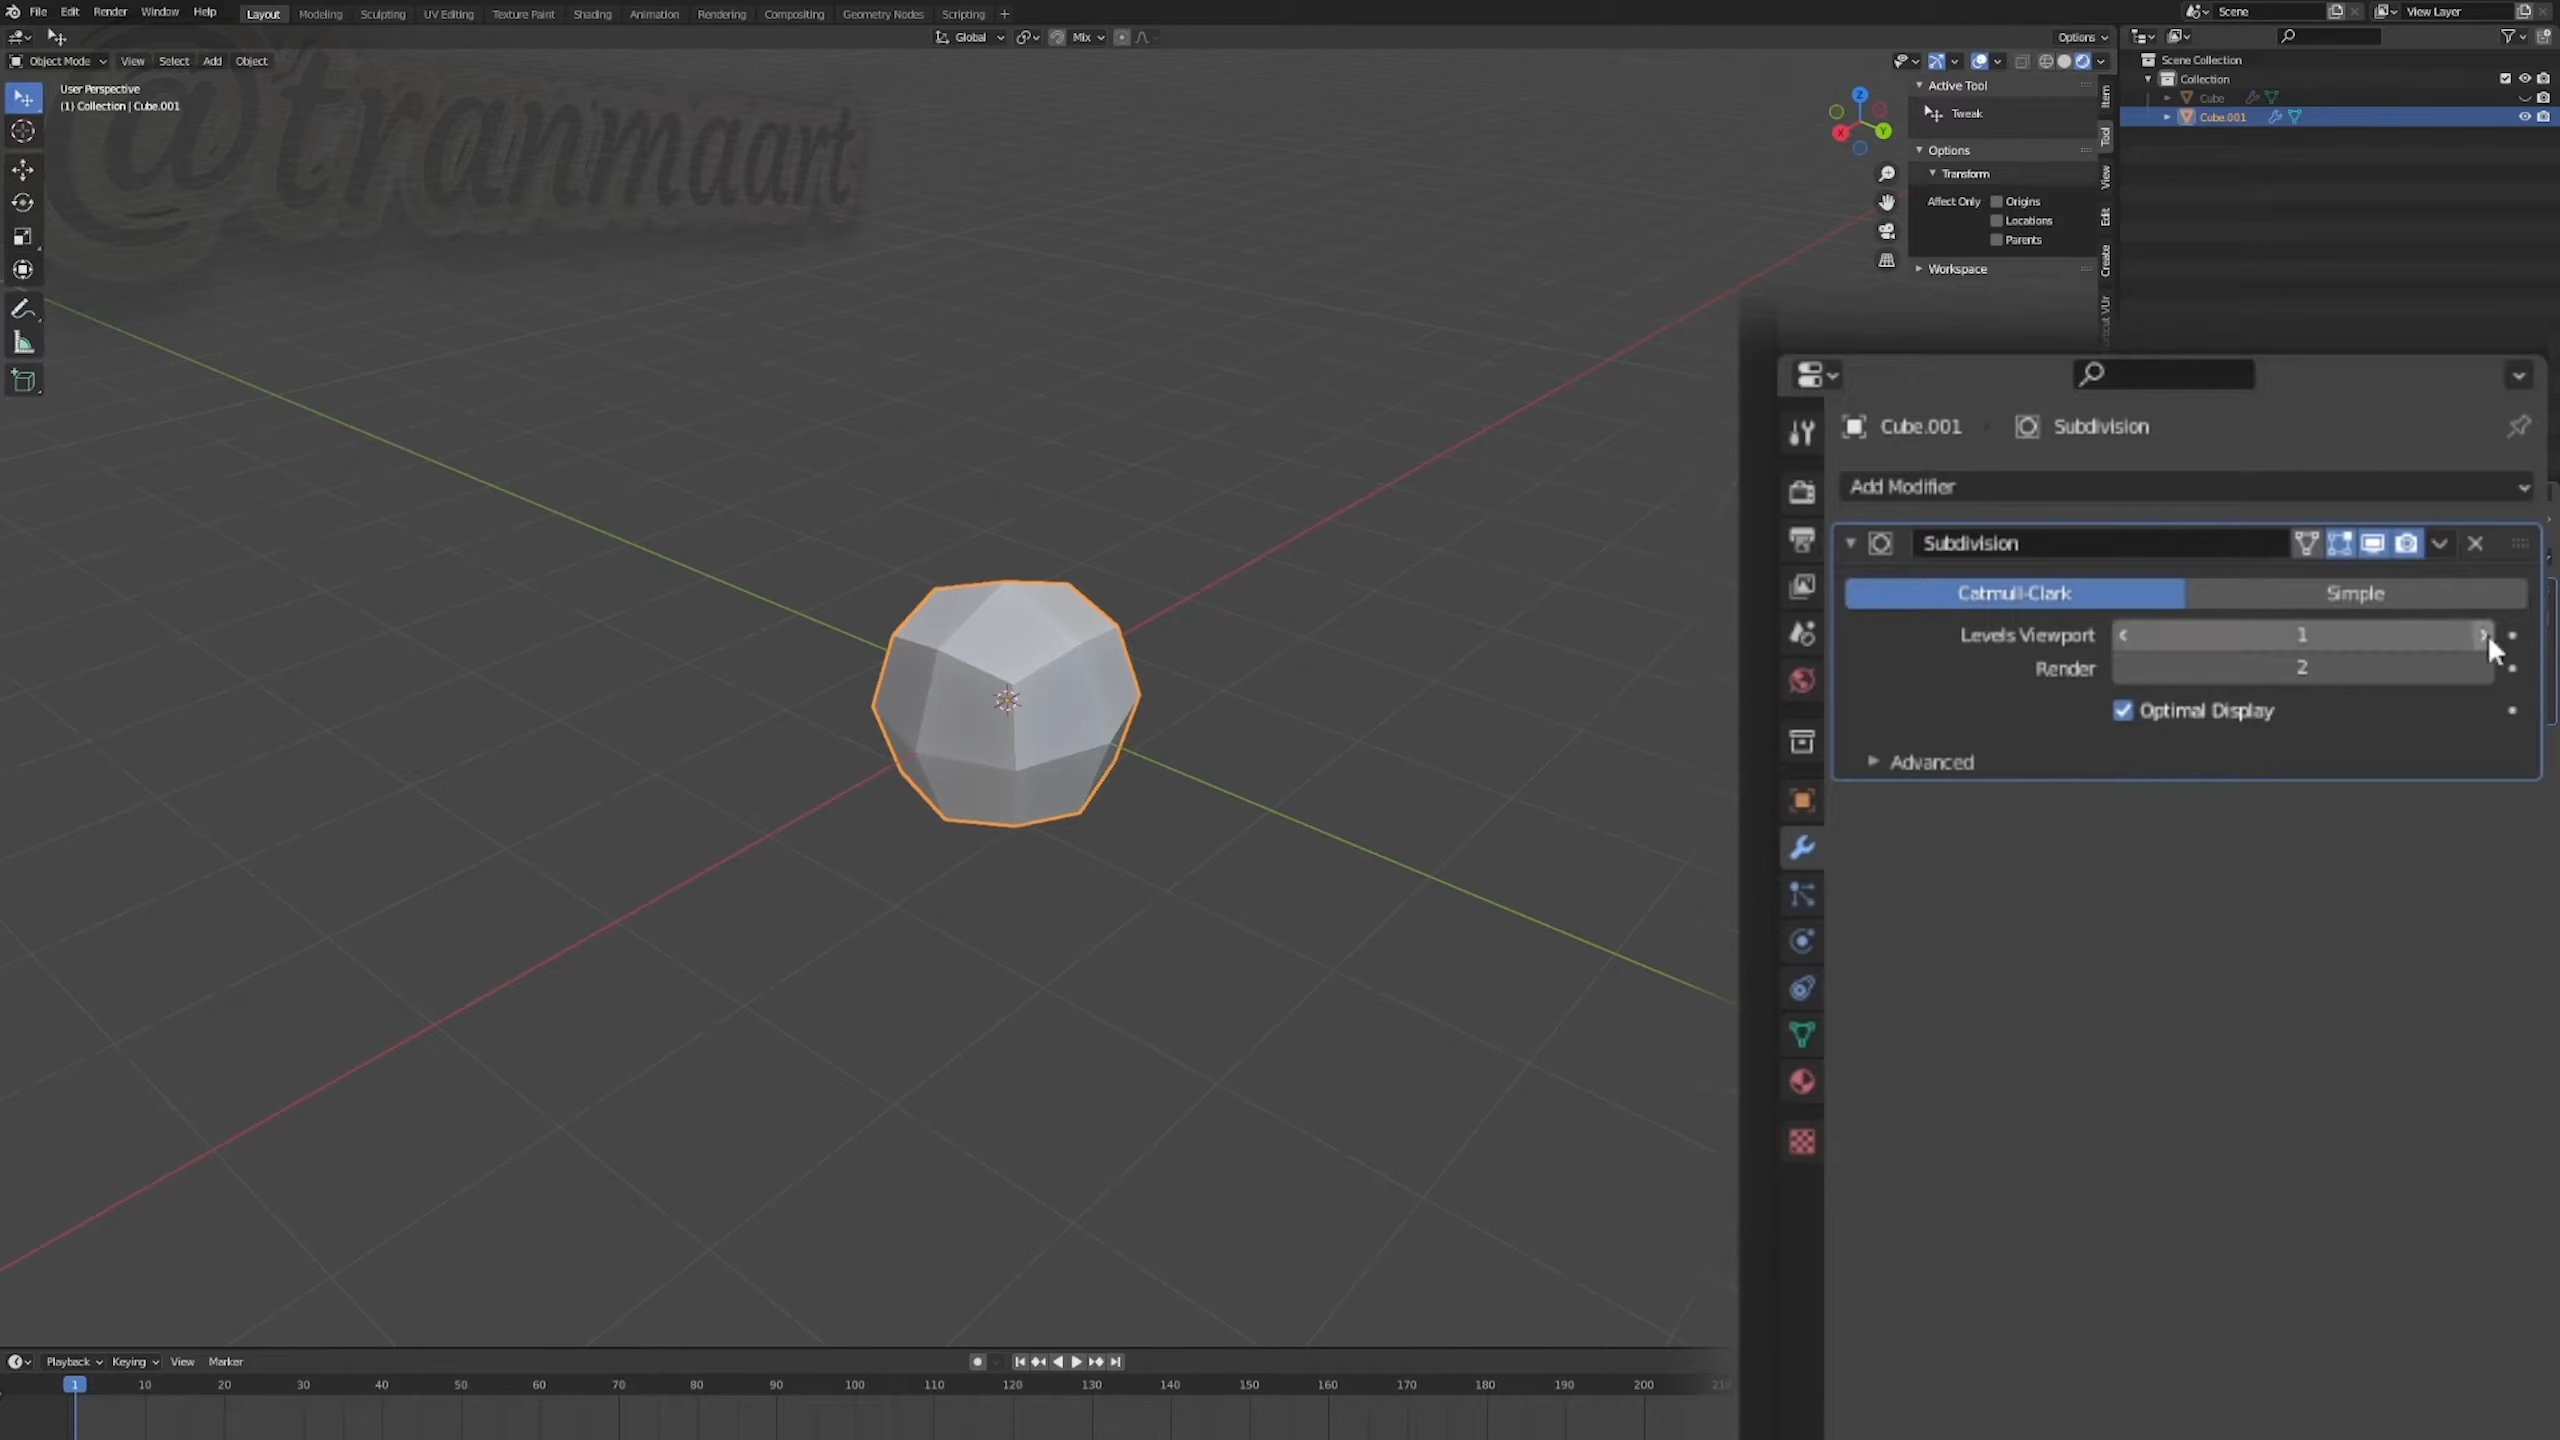 File Edit Render Window Help Layout Modeling Sculpting UV Editing Texture Paint Shading Animation Rendering Compositing Geometry Nodes Scripting + Scene View Layer
Global Mix Options
Object Mode View Select Add Object
User Perspective
(1) Collection | Cube.001
@tranmaart
Z
X
Y
Active Tool
Tweak
Options
Transform
Affect Only Origins
Locations
Parents
Workspace
Item
Tool
View
Edit
Create
Scene Collection
Collection
Cube
Cube.001
Cube.001 Subdivision
Add Modifier
Subdivision
Catmull-Clark Simple
Levels Viewport 1
Render 2
Optimal Display
Advanced
Playback Keying View Marker
1 10 20 30 40 50 60 70 80 90 100 110 120 130 140 150 160 170 180 190 200 210